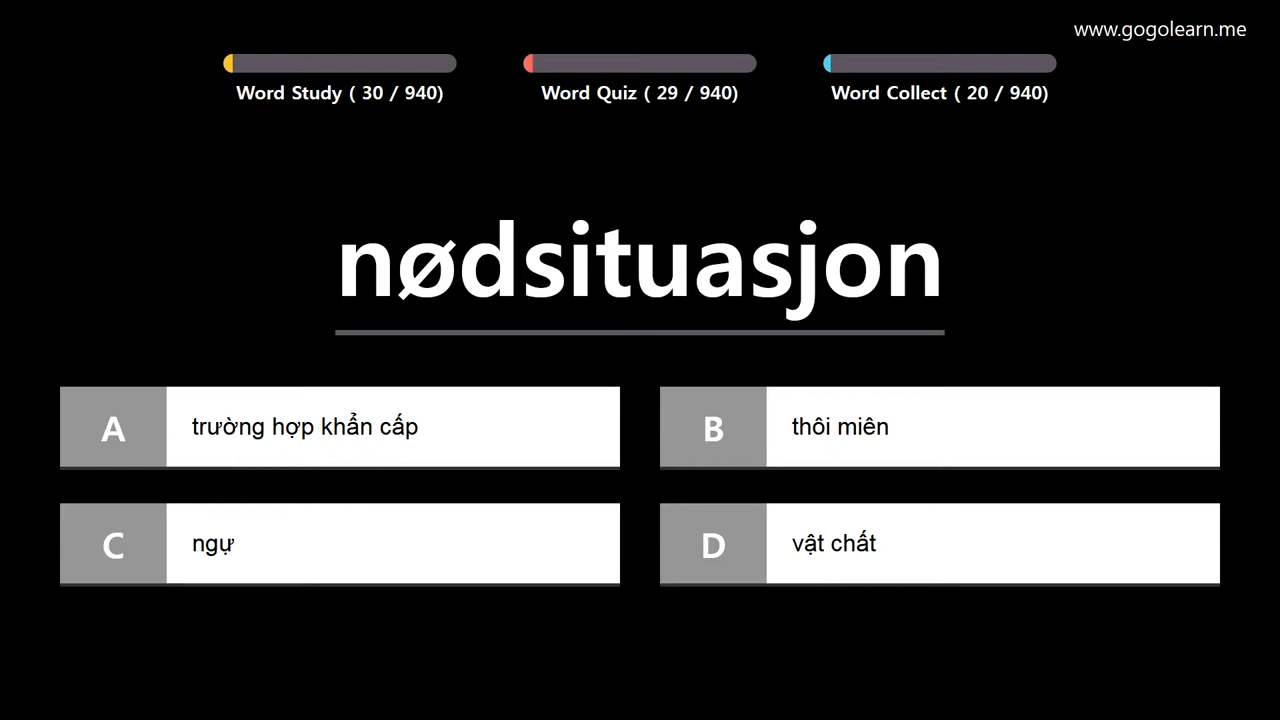 www.gogolearn.me
Word Study ( 30 / 940)
Word Quiz ( 29 / 940)
Word Collect ( 20 / 940)
nødsituasjon
A trường hợp khẩn cấp
B thôi miên
C ngự
D vật chất